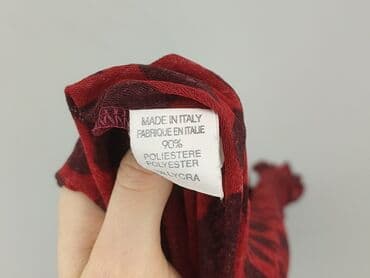 MADE IN ITALY
FABRIQUE EN ITALIE
90%
POLIESTERE
POLYESTER
LYCRA